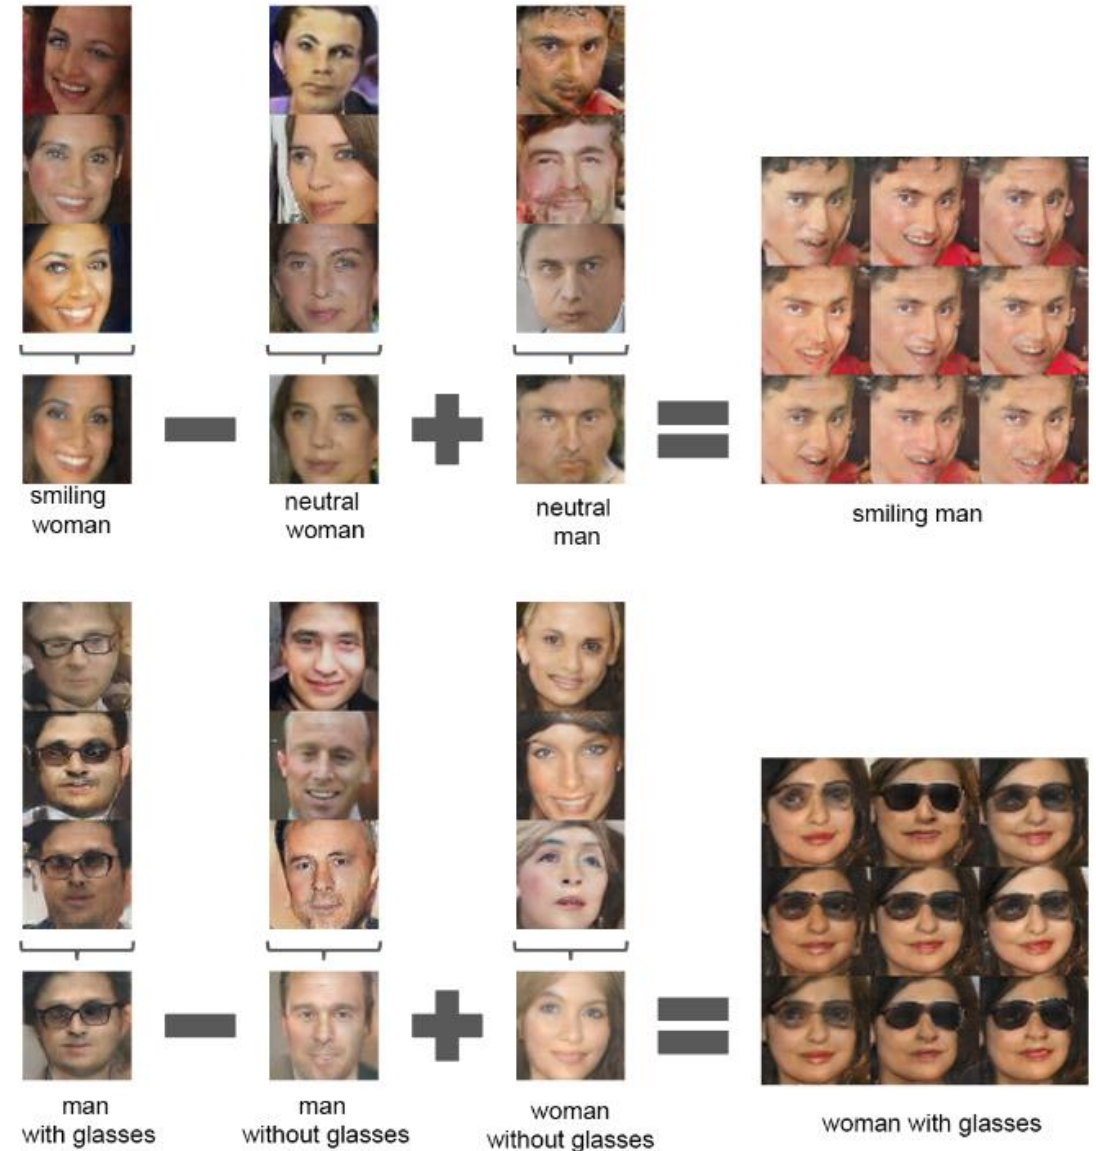 smiling
woman
neutral
woman
neutral
man
smiling man
man
with glasses
man
without glasses
woman
without glasses
woman with glasses